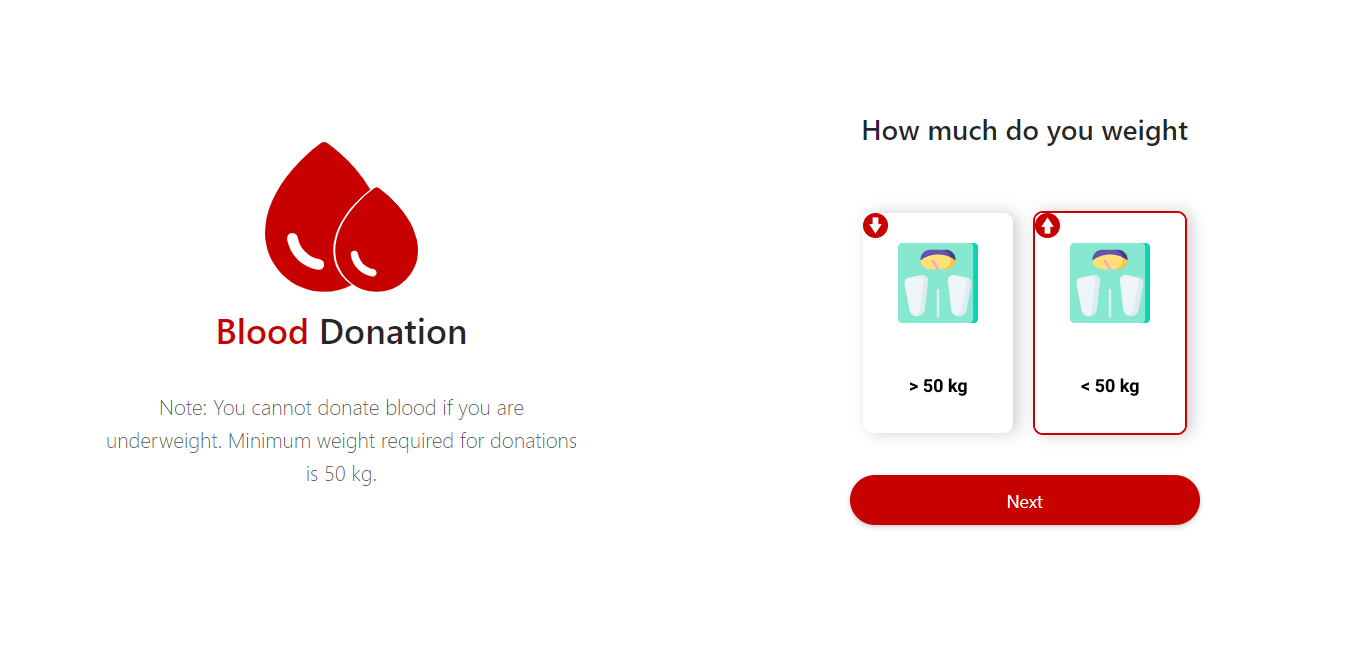 Blood Donation
Note: You cannot donate blood if you are
underweight. Minimum weight required for donations
is 50 kg.
How much do you weight
> 50 kg
< 50 kg
Next